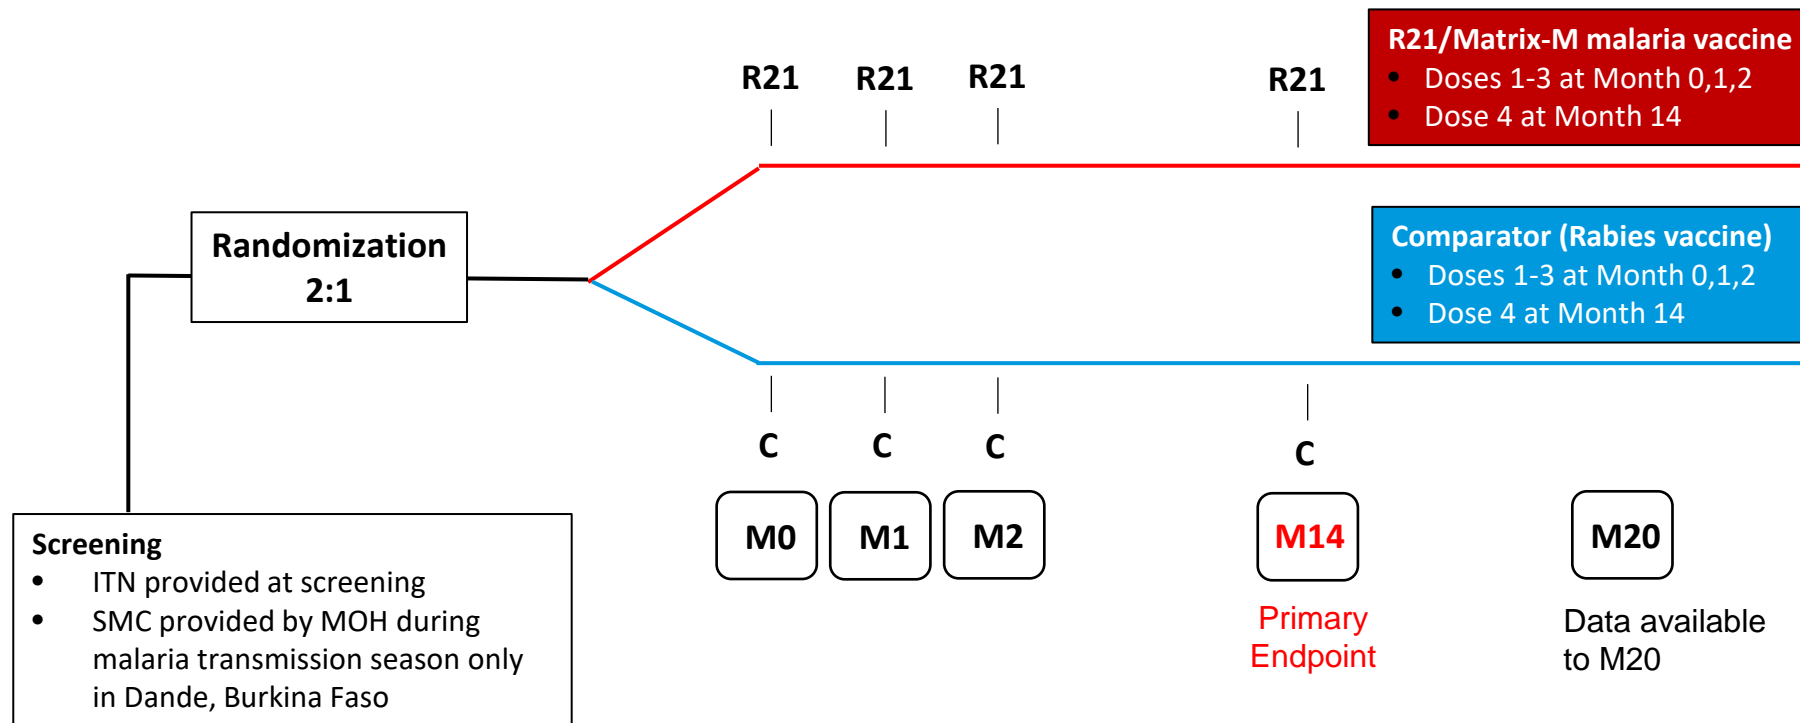 R21/Matrix-M malaria vaccine
• Doses 1-3 at Month 0,1,2
• Dose 4 at Month 14
R21 R21 R21 R21
Randomization
2:1
Comparator (Rabies vaccine)
• Doses 1-3 at Month 0,1,2
• Dose 4 at Month 14
C C C C
M0 M1 M2 M14 M20
Primary
Endpoint
Data available
to M20
Screening
• ITN provided at screening
• SMC provided by MOH during
malaria transmission season only
in Dande, Burkina Faso